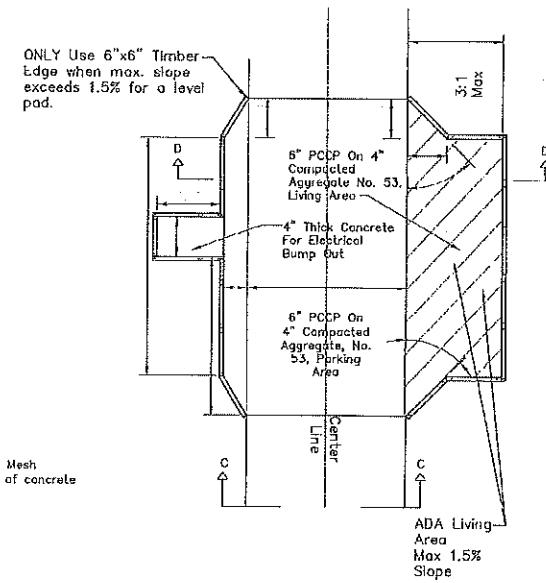 ONLY Use 6"x6" Timber
Edge when max. slope
exceeds 1.5% for a level
pad.
3:1
Max
D
D
6" PCCP On 4"
Compacted
Aggregate No. 53,
Living Area
4" Thick Concrete
For Electrical
Bump Out
6" PCCP On
4" Compacted
Aggregate, No.
53, Parking
Area
Center
Line
Mesh
of concrete
C
C
ADA Living
Area
Max 1.5%
Slope